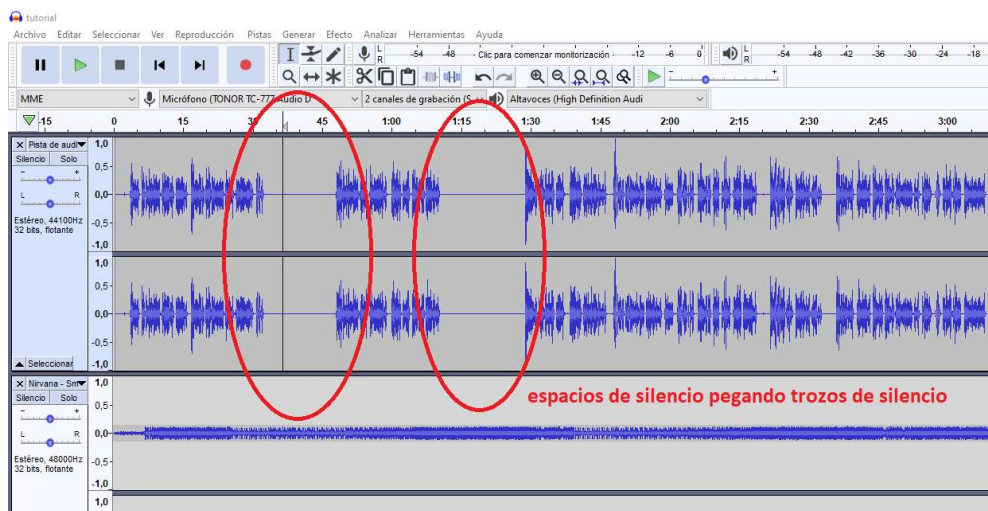 tutorial
Archivo Editar Seleccionar Ver Reproducción Pistas Generar Efecto Analizar Herramientas Ayuda
L R -54 -48 Clic para comenzar monitorización -12 -6 0 L R -54 -48 -42 -36 -30 -24 -18
- +
MME Micrófono (TONOR TC-777 Audio D 2 canales de grabación (S Altavoces (High Definition Audi
-15 0 15 30 45 1:00 1:15 1:30 1:45 2:00 2:15 2:30 2:45 3:00
Pista de audi
Silencio Solo
- +
L R
Estéreo, 44100Hz
32 bits, flotante
Seleccionar
1,0
0,5
0,0
-0,5
-1,0
1,0
0,5
0,0
-0,5
-1,0
Nirvana - Sm
Silencio Solo
- +
L R
Estéreo, 48000Hz
32 bits, flotante
1,0
0,5
0,0
-0,5
-1,0
1,0
espacios de silencio pegando trozos de silencio